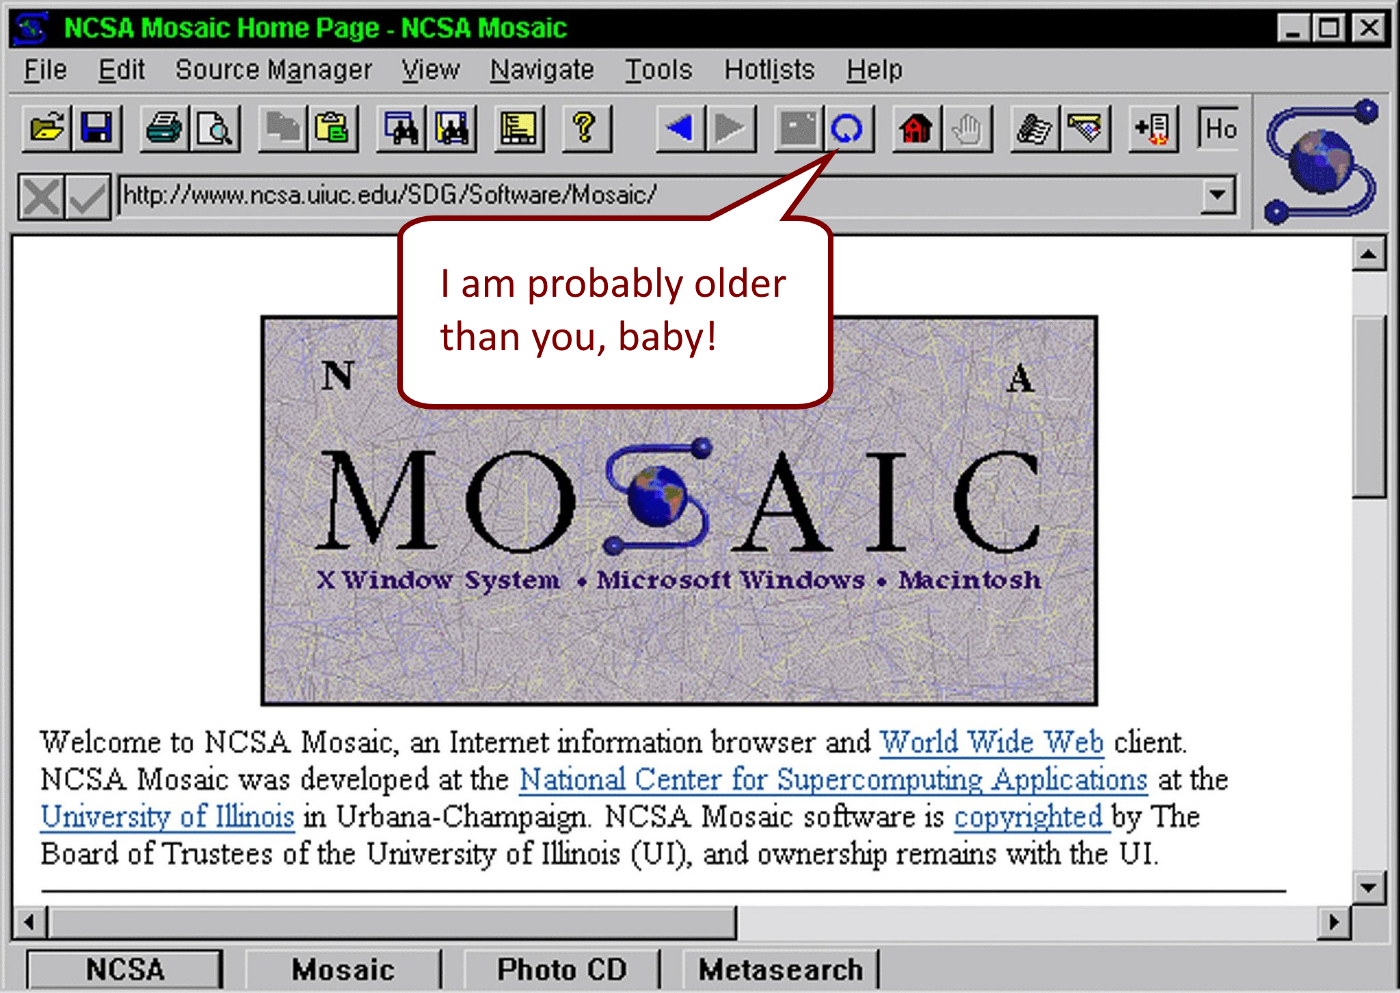 NCSA Mosaic Home Page - NCSA Mosaic
File Edit Source Manager View Navigate Tools Hotlists Help
Ho
http://www.ncsa.uiuc.edu/SDG/Software/Mosaic/
I am probably older
than you, baby!
N A
MOSAIC
X Window System • Microsoft Windows • Macintosh
Welcome to NCSA Mosaic, an Internet information browser and World Wide Web client.
NCSA Mosaic was developed at the National Center for Supercomputing Applications at the
University of Illinois in Urbana-Champaign. NCSA Mosaic software is copyrighted by The
Board of Trustees of the University of Illinois (UI), and ownership remains with the UI.
NCSA Mosaic Photo CD Metasearch